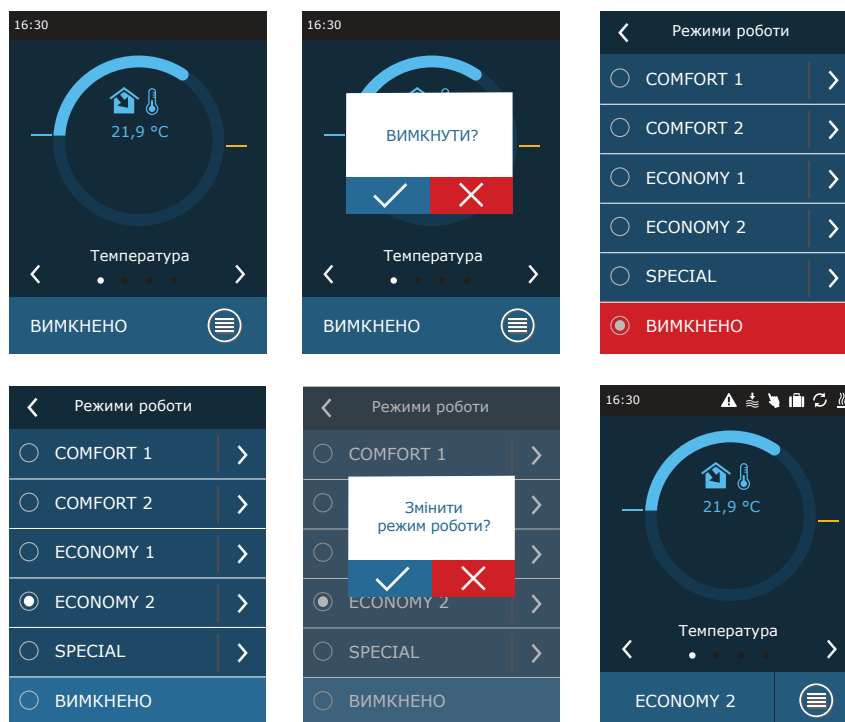 16:30
21,9 °C
Температура
ВИМКНЕНО
16:30
ВИМКНУТИ?
Температура
ВИМКНЕНО
Режими роботи
COMFORT 1
COMFORT 2
ECONOMY 1
ECONOMY 2
SPECIAL
ВИМКНЕНО
Режими роботи
COMFORT 1
COMFORT 2
ECONOMY 1
ECONOMY 2
SPECIAL
ВИМКНЕНО
Режими роботи
COMFORT 1
Змінити
режим роботи?
ECONOMY 2
SPECIAL
ВИМКНЕНО
16:30
21,9 °C
Температура
ECONOMY 2